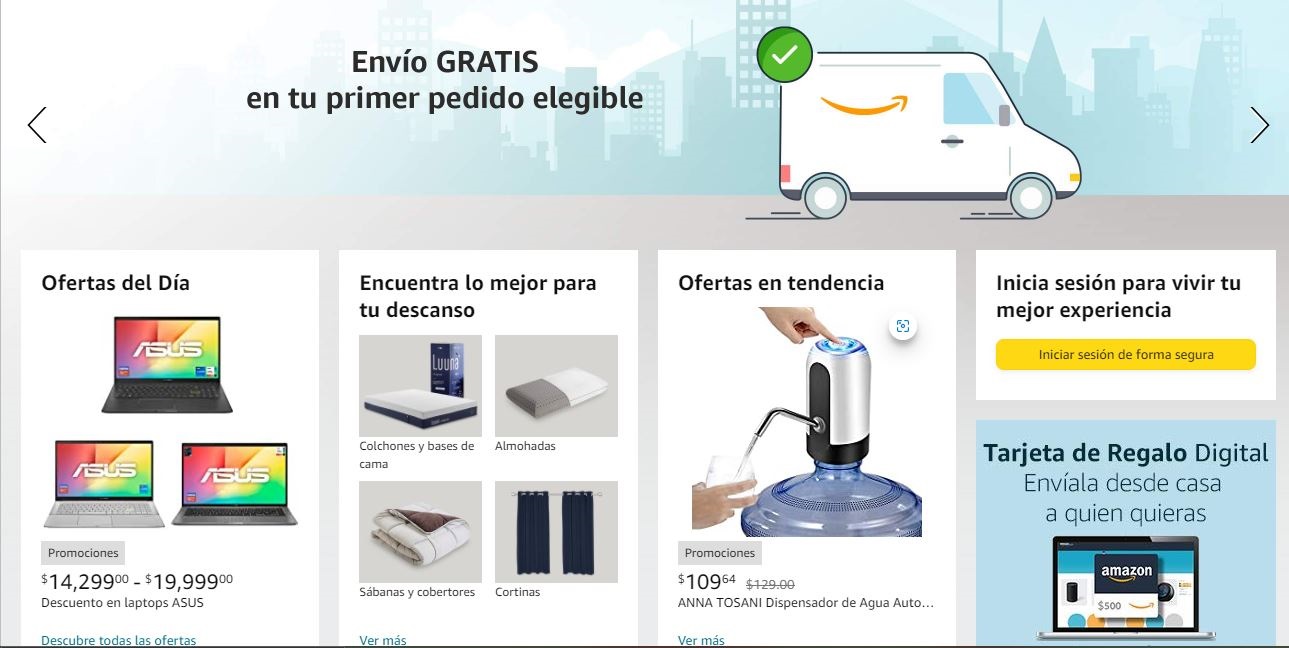 Envío GRATIS
en tu primer pedido elegible
Ofertas del Día
ASUS
ASUS
ASUS
Promociones
$14,299.00 - $19,999.00
Descuento en laptops ASUS
Descubre todas las ofertas
Encuentra lo mejor para
tu descanso
Luuna
Colchones y bases de
cama
Almohadas
Sábanas y cobertores
Cortinas
Ver más
Ofertas en tendencia
Promociones
$109.64 $129.00
ANNA TOSANI Dispensador de Agua Auto…
Ver más
Inicia sesión para vivir tu
mejor experiencia
Iniciar sesión de forma segura
Tarjeta de Regalo Digital
Envíala desde casa
a quien quieras
amazon
$500